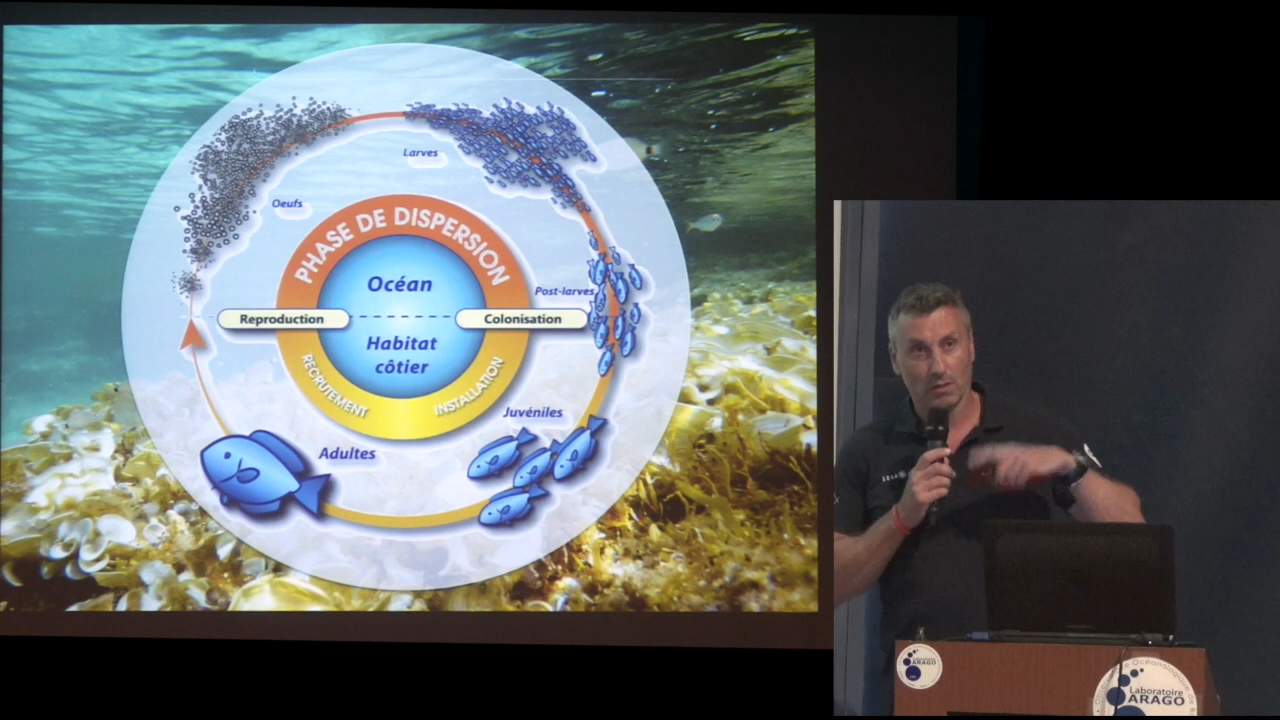 Larves
Oeufs
PHASE DE DISPERSION
Océan
Post-larves
Reproduction
Colonisation
Habitat
côtier
RECRUTEMENT
INSTALLATION
Juvéniles
Adultes
Laboratoire
ARAGO
Laboratoire
ARAGO